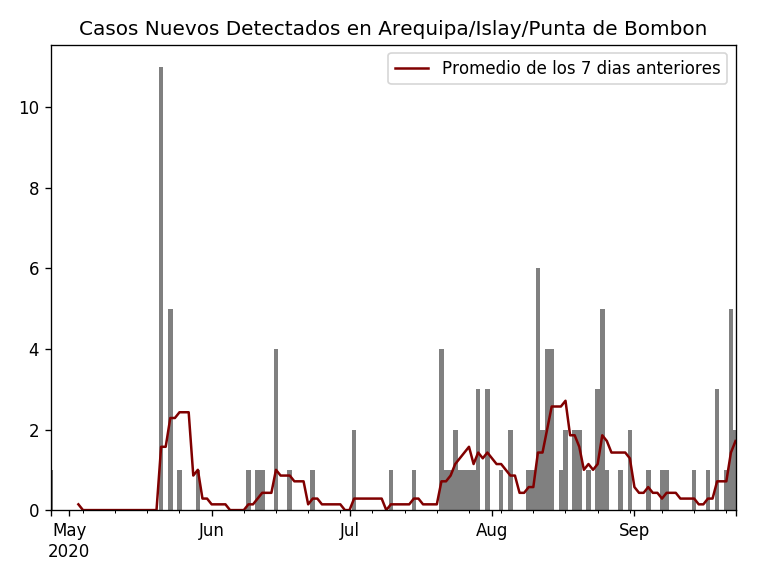 Casos Nuevos Detectados en Arequipa/Islay/Punta de Bombon
Promedio de los 7 dias anteriores
10
8
6
4
2
0
May Jun Jul Aug Sep
2020